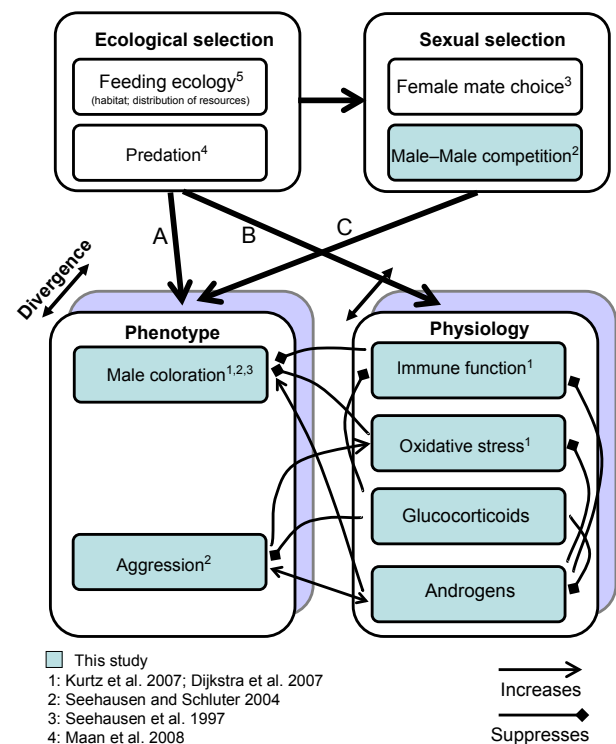 Ecological selection
Feeding ecology5
(habitat; distribution of resources)
Predation4
Sexual selection
Female mate choice3
Male–Male competition2
A
B
C
Divergence
Phenotype
Male coloration1,2,3
Aggression2
Physiology
Immune function1
Oxidative stress1
Glucocorticoids
Androgens
This study
1: Kurtz et al. 2007; Dijkstra et al. 2007
2: Seehausen and Schluter 2004
3: Seehausen et al. 1997
4: Maan et al. 2008
Increases
Suppresses